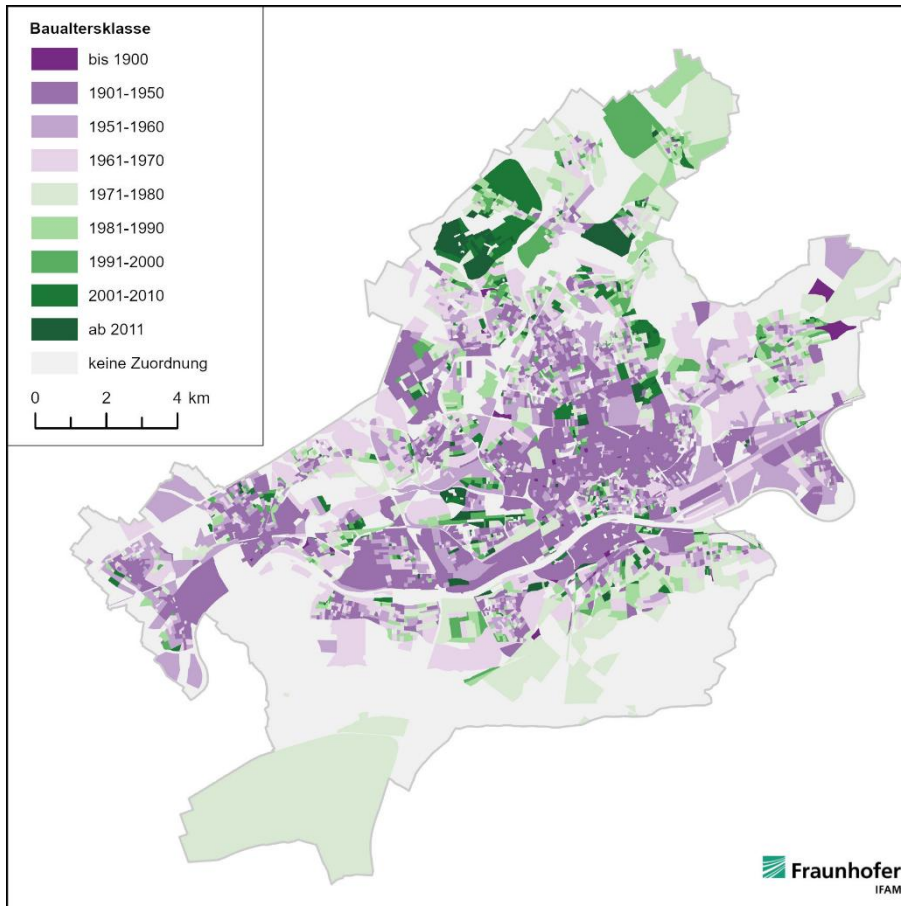 Baualtersklasse
bis 1900
1901-1950
1951-1960
1961-1970
1971-1980
1981-1990
1991-2000
2001-2010
ab 2011
keine Zuordnung
0 2 4 km
Fraunhofer
IFAM